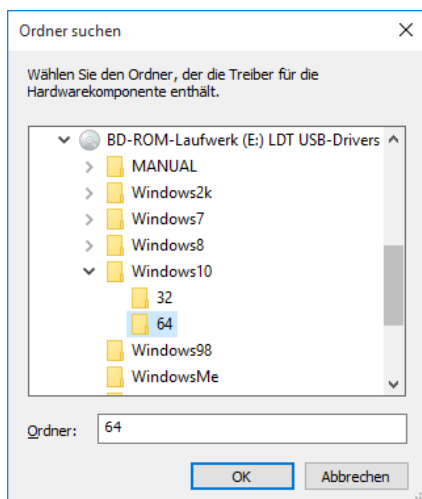 Ordner suchen
Wählen Sie den Ordner, der die Treiber für die
Hardwarekomponente enthält.
BD-ROM-Laufwerk (E:) LDT USB-Drivers
MANUAL
Windows2k
Windows7
Windows8
Windows10
32
64
Windows98
WindowsMe
Ordner: 64
OK Abbrechen